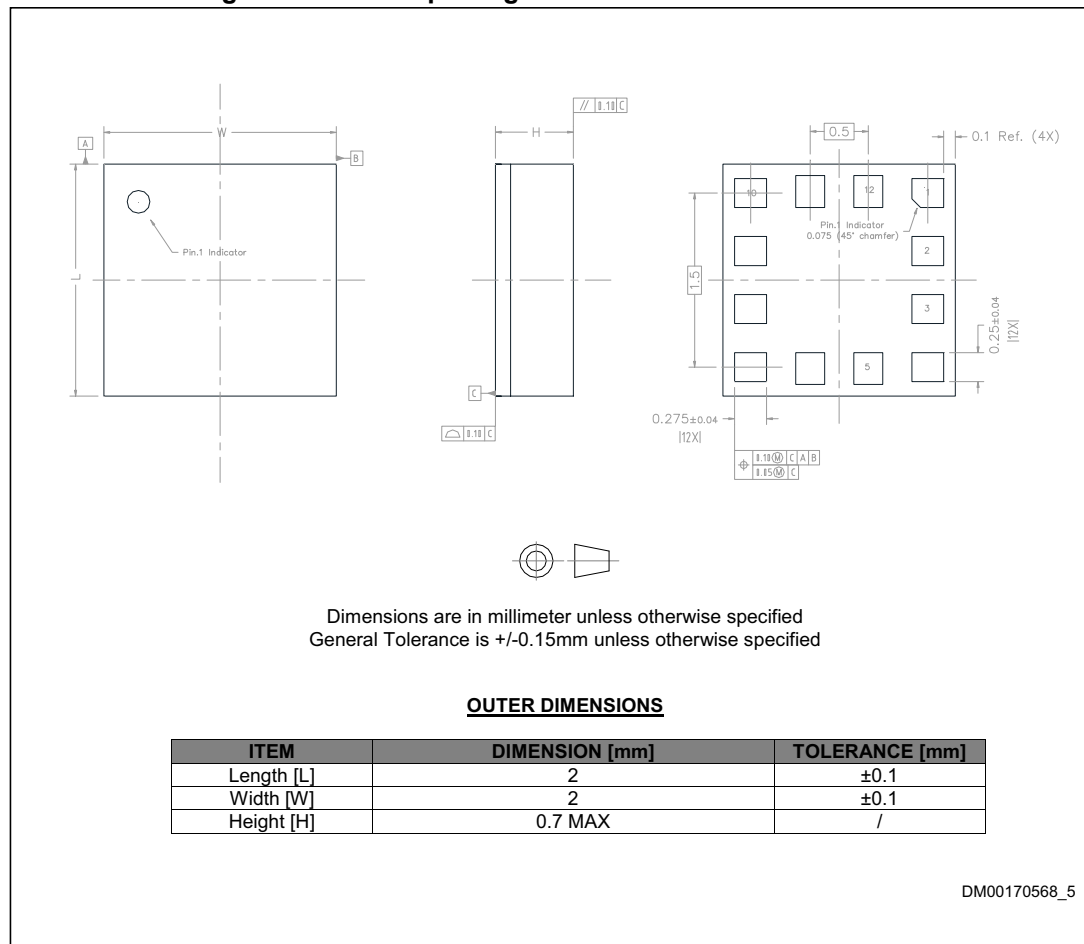 // 0.10 C
W
A
B
H
0.5
0.1 Ref. (4X)
10
12
1
Pin.1 Indicator
0.075 (45° chamfer)
Pin.1 Indicator
2
L
1.5
3
0.25±0.04
|12X|
C
5
0.10 C
0.275±0.04
|12X|
0.10 Ⓜ C A B
0.05 Ⓜ C
Dimensions are in millimeter unless otherwise specified
General Tolerance is +/-0.15mm unless otherwise specified
OUTER DIMENSIONS
ITEM DIMENSION [mm] TOLERANCE [mm]
Length [L] 2 ±0.1
Width [W] 2 ±0.1
Height [H] 0.7 MAX /
DM00170568_5